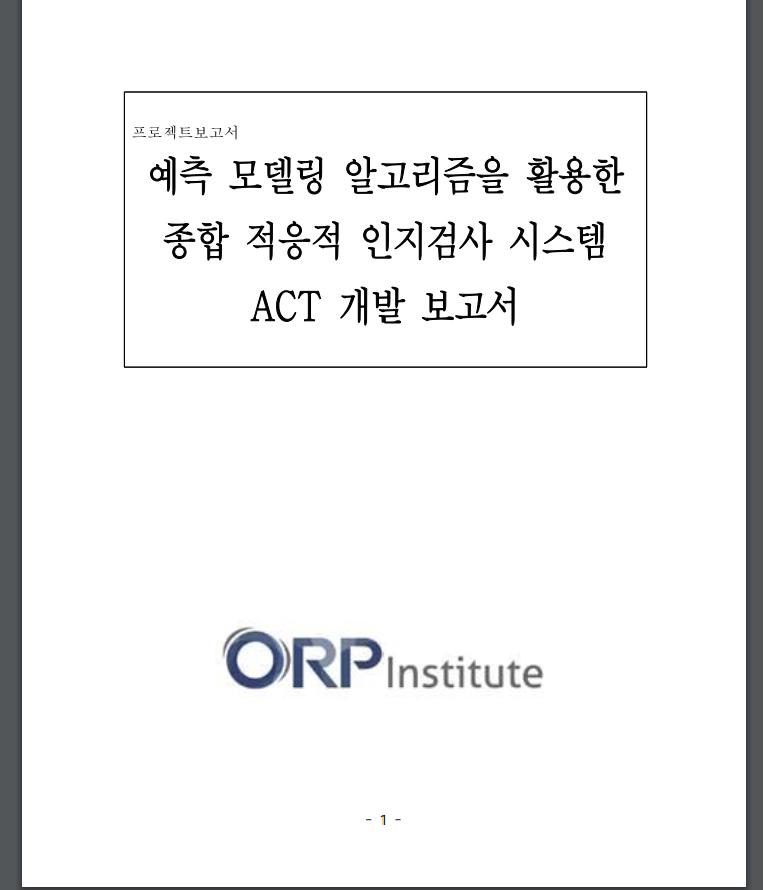 프로젝트보고서
예측 모델링 알고리즘을 활용한
종합 적응적 인지검사 시스템
ACT 개발 보고서
ORP Institute
- 1 -